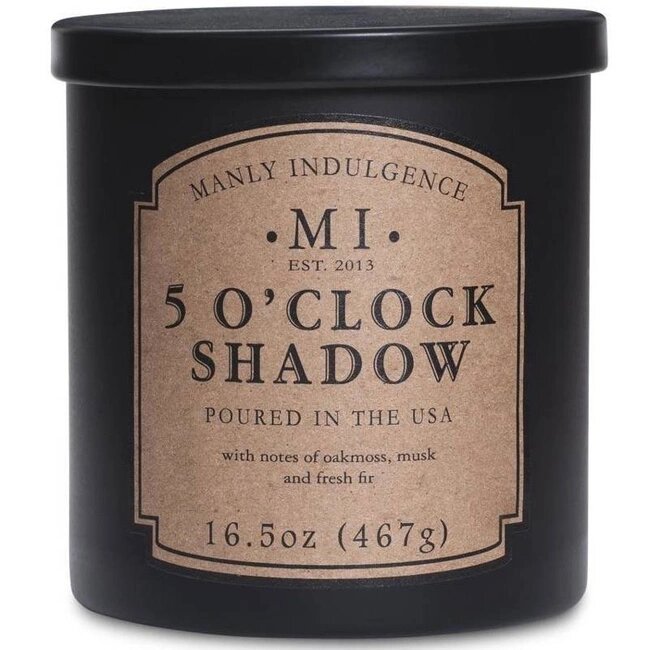 MANLY INDULGENCE
• M I •
EST. 2013
5 O'CLOCK
SHADOW
POURED IN THE USA
with notes of oakmoss, musk
and fresh fir
16.5oz (467g)